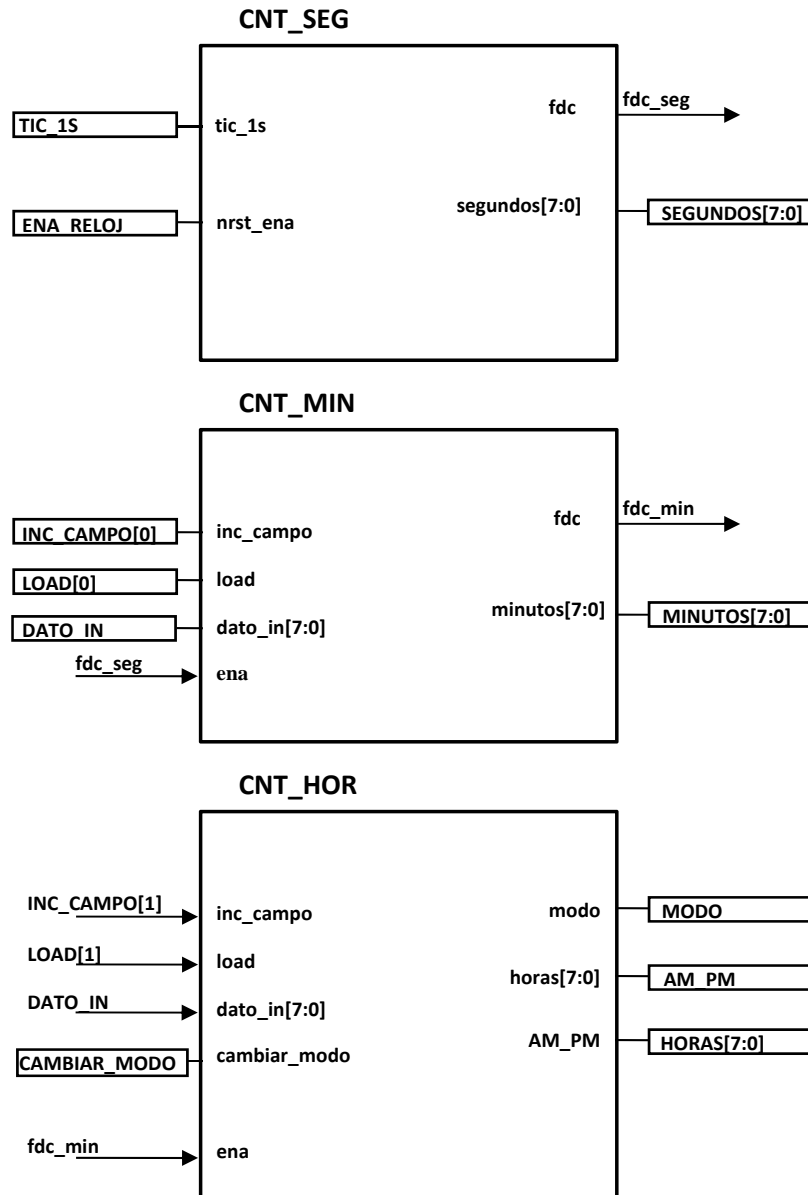 CNT_SEG
fdc fdc_seg
TIC_1S tic_1s
segundos[7:0] SEGUNDOS[7:0]
ENA_RELOJ nrst_ena
CNT_MIN
fdc_min
INC_CAMPO[0] inc_campo fdc
LOAD[0] load
minutos[7:0] MINUTOS[7:0]
DATO_IN dato_in[7:0]
fdc_seg ena
CNT_HOR
INC_CAMPO[1] inc_campo modo MODO
LOAD[1] load
horas[7:0] AM_PM
DATO_IN dato_in[7:0]
AM_PM HORAS[7:0]
CAMBIAR_MODO cambiar_modo
fdc_min ena